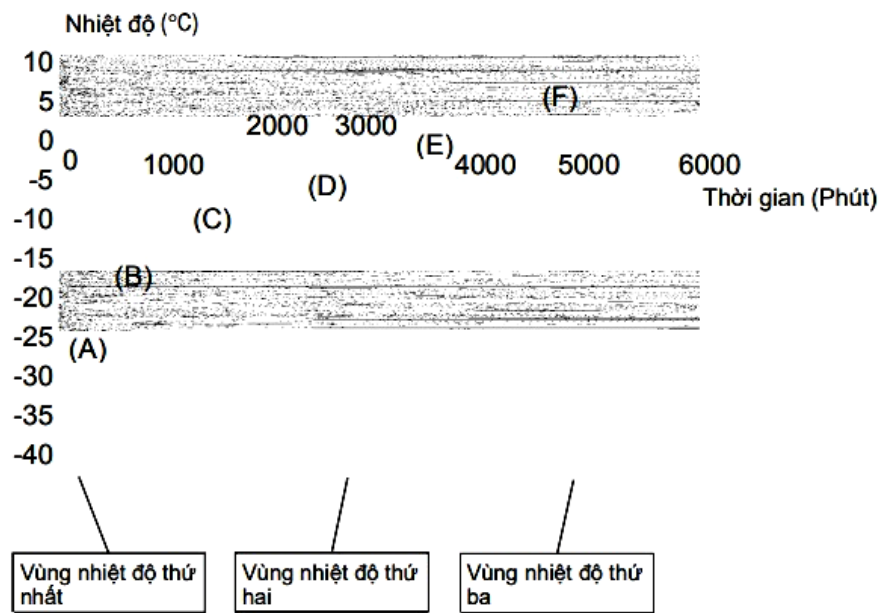 Nhiệt độ (°C)
10
5
(F)
2000 3000
0
(E)
0 1000 4000 5000 6000
-5
(D)
Thời gian (Phút)
-10
(C)
-15
(B)
-20
-25
(A)
-30
-35
-40
Vùng nhiệt độ thứ
nhất
Vùng nhiệt độ thứ
hai
Vùng nhiệt độ thứ
ba